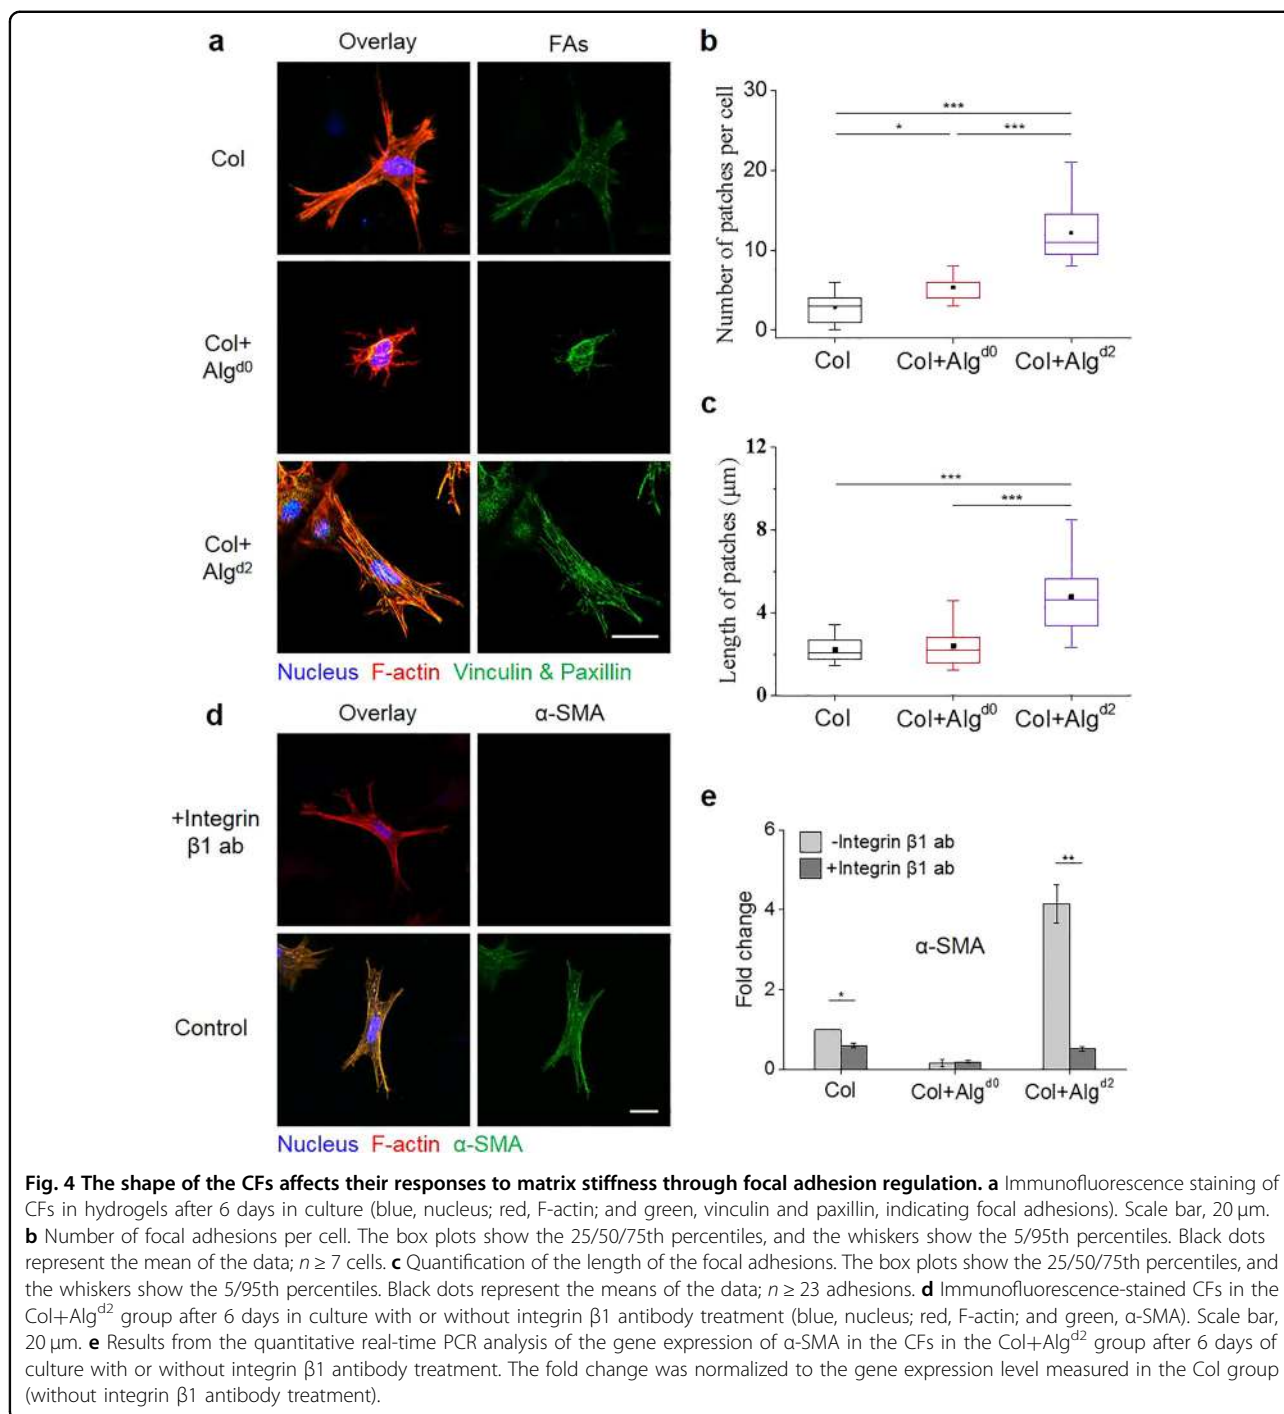 a
Overlay
FAs
Col
Col+
Alg^d0
Col+
Alg^d2
Nucleus F-actin Vinculin & Paxillin
b
Number of patches per cell
30
20
10
0
***
*
***
Col
Col+Alg^d0
Col+Alg^d2
c
Length of patches (μm)
12
8
4
0
***
***
Col
Col+Alg^d0
Col+Alg^d2
d
Overlay
α-SMA
+Integrin
β1 ab
Control
Nucleus F-actin α-SMA
e
Fold change
6
4
2
0
-Integrin β1 ab
+Integrin β1 ab
α-SMA
*
**
Col
Col+Alg^d0
Col+Alg^d2
Fig. 4 The shape of the CFs affects their responses to matrix stiffness through focal adhesion regulation. a Immunofluorescence staining of
CFs in hydrogels after 6 days in culture (blue, nucleus; red, F-actin; and green, vinculin and paxillin, indicating focal adhesions). Scale bar, 20 μm.
b Number of focal adhesions per cell. The box plots show the 25/50/75th percentiles, and the whiskers show the 5/95th percentiles. Black dots
represent the mean of the data; n ≥ 7 cells. c Quantification of the length of the focal adhesions. The box plots show the 25/50/75th percentiles, and
the whiskers show the 5/95th percentiles. Black dots represent the means of the data; n ≥ 23 adhesions. d Immunofluorescence-stained CFs in the
Col+Alg^d2 group after 6 days in culture with or without integrin β1 antibody treatment (blue, nucleus; red, F-actin; and green, α-SMA). Scale bar,
20 μm. e Results from the quantitative real-time PCR analysis of the gene expression of α-SMA in the CFs in the Col+Alg^d2 group after 6 days of
culture with or without integrin β1 antibody treatment. The fold change was normalized to the gene expression level measured in the Col group
(without integrin β1 antibody treatment).